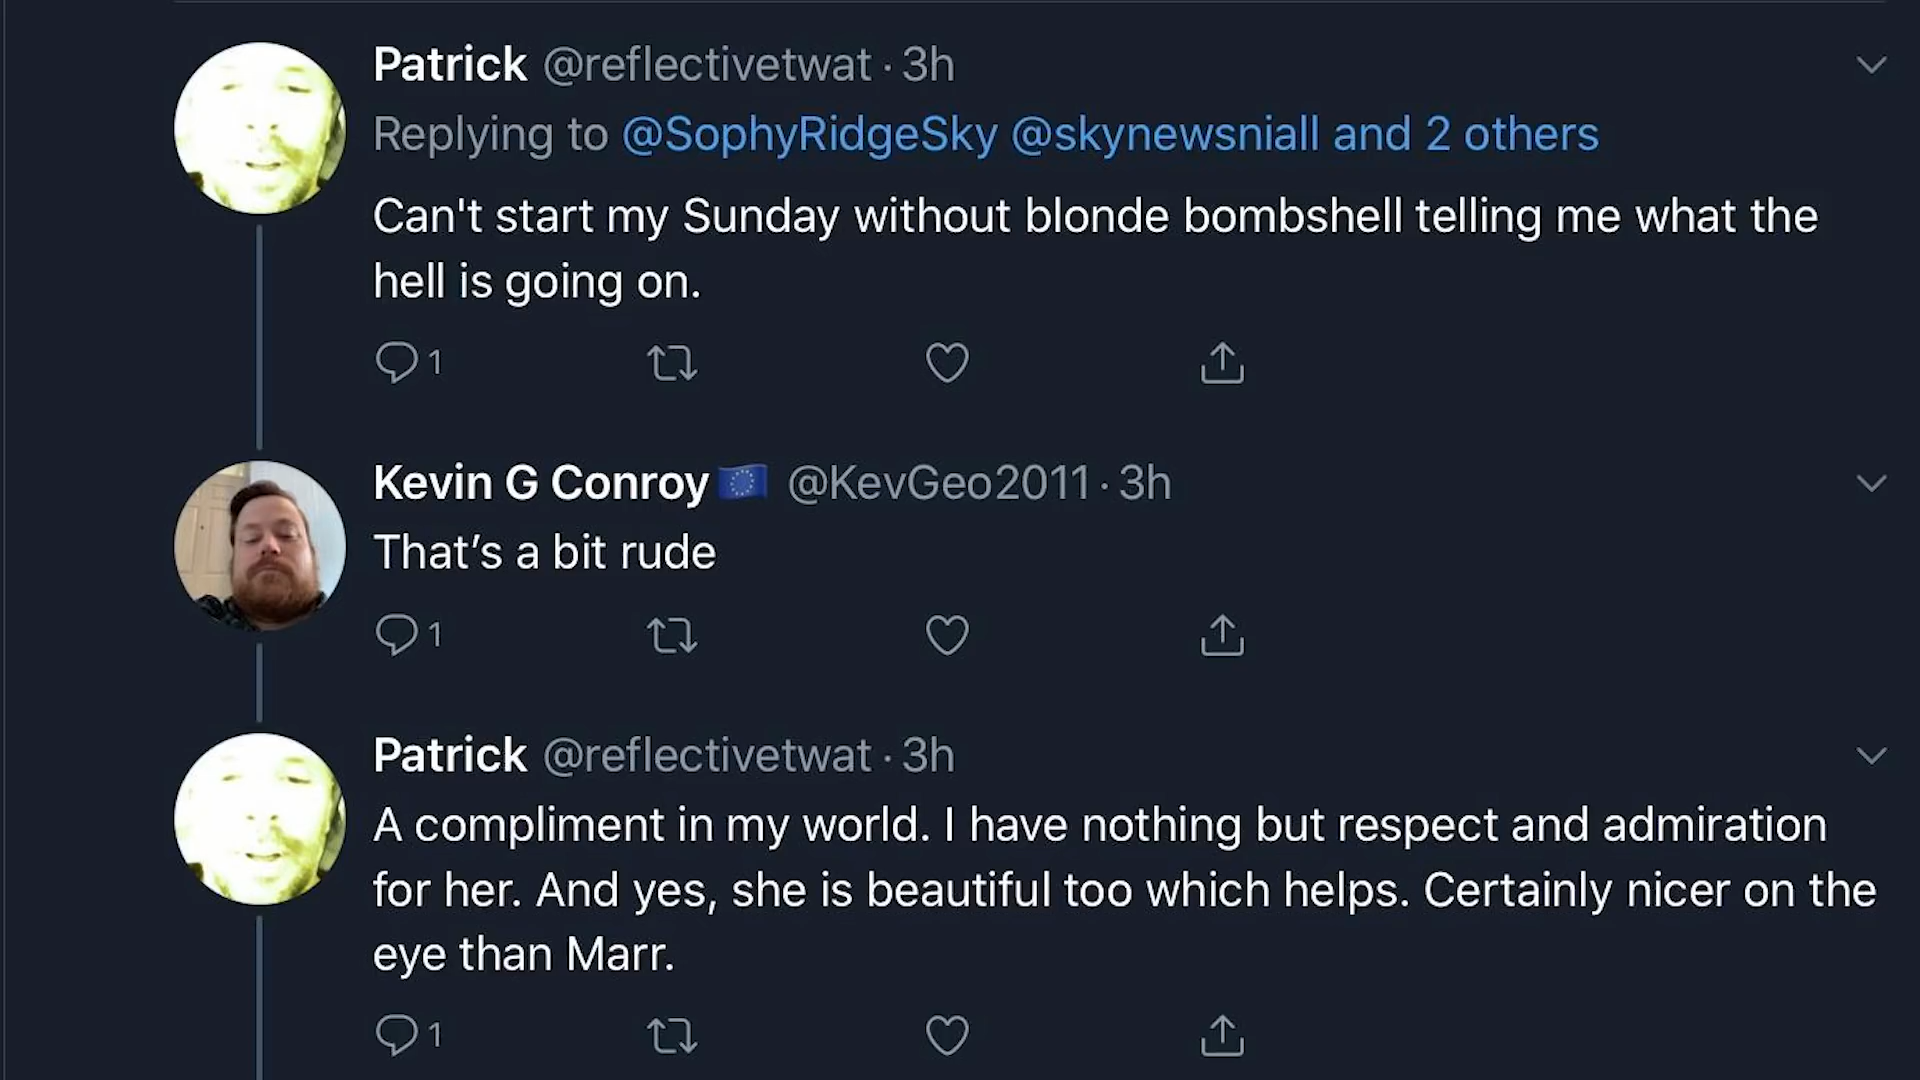 Patrick @reflectivetwat · 3h
Replying to @SophyRidgeSky @skynewsniall and 2 others
Can't start my Sunday without blonde bombshell telling me what the
hell is going on.
1
Kevin G Conroy🇪🇺 @KevGeo2011 · 3h
That’s a bit rude
1
Patrick @reflectivetwat · 3h
A compliment in my world. I have nothing but respect and admiration
for her. And yes, she is beautiful too which helps. Certainly nicer on the
eye than Marr.
1